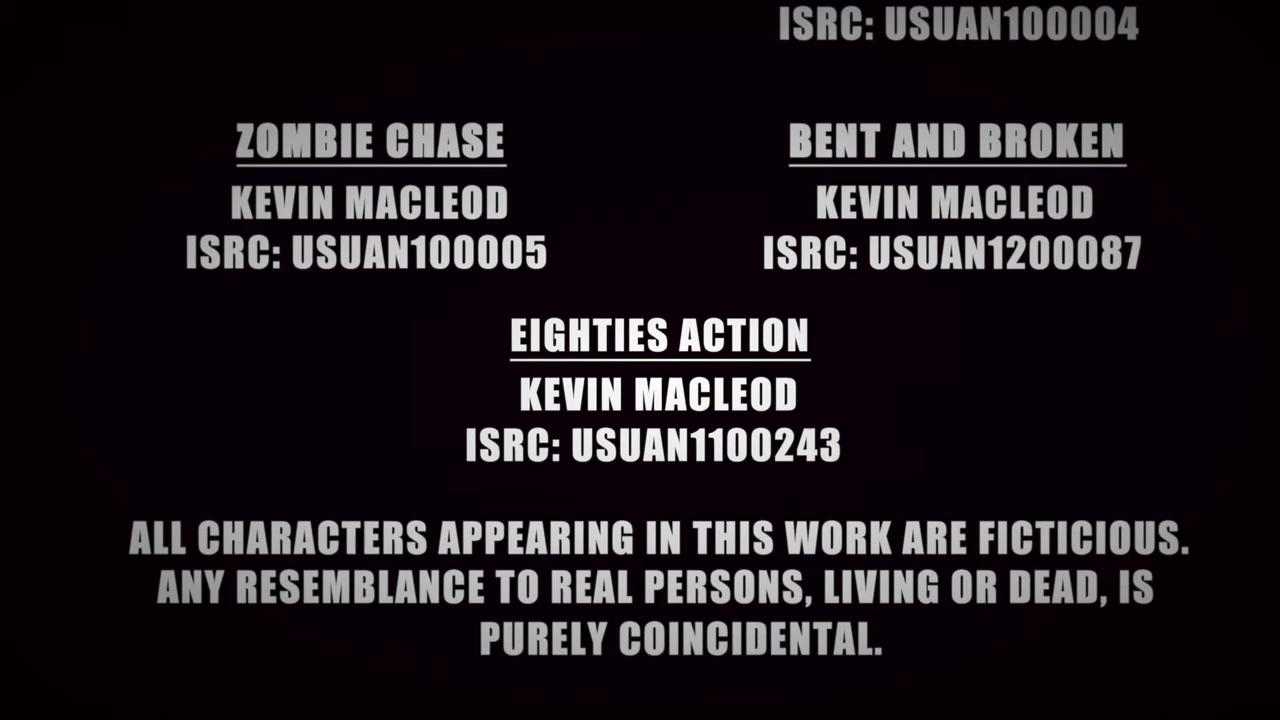 ISRC: USUAN100004
ZOMBIE CHASE
KEVIN MACLEOD
ISRC: USUAN100005
BENT AND BROKEN
KEVIN MACLEOD
ISRC: USUAN1200087
EIGHTIES ACTION
KEVIN MACLEOD
ISRC: USUAN1100243
ALL CHARACTERS APPEARING IN THIS WORK ARE FICTICIOUS.
ANY RESEMBLANCE TO REAL PERSONS, LIVING OR DEAD, IS
PURELY COINCIDENTAL.